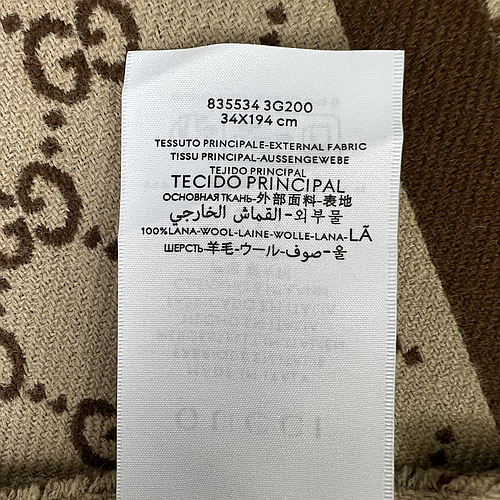 835534 3G200
34X194 cm
TESSUTO PRINCIPALE-EXTERNAL FABRIC
TISSU PRINCIPAL-AUSSENGEWEBE
TEJIDO PRINCIPAL
TECIDO PRINCIPAL
ОСНОВНАЯ ТКАНЬ-外部面料-表地
القماش الخارجي-외부물
100%LANA-WOOL-LAINE-WOLLE-LANA-LÃ
ШЕРСТЬ-羊毛-ウール-صوف-울